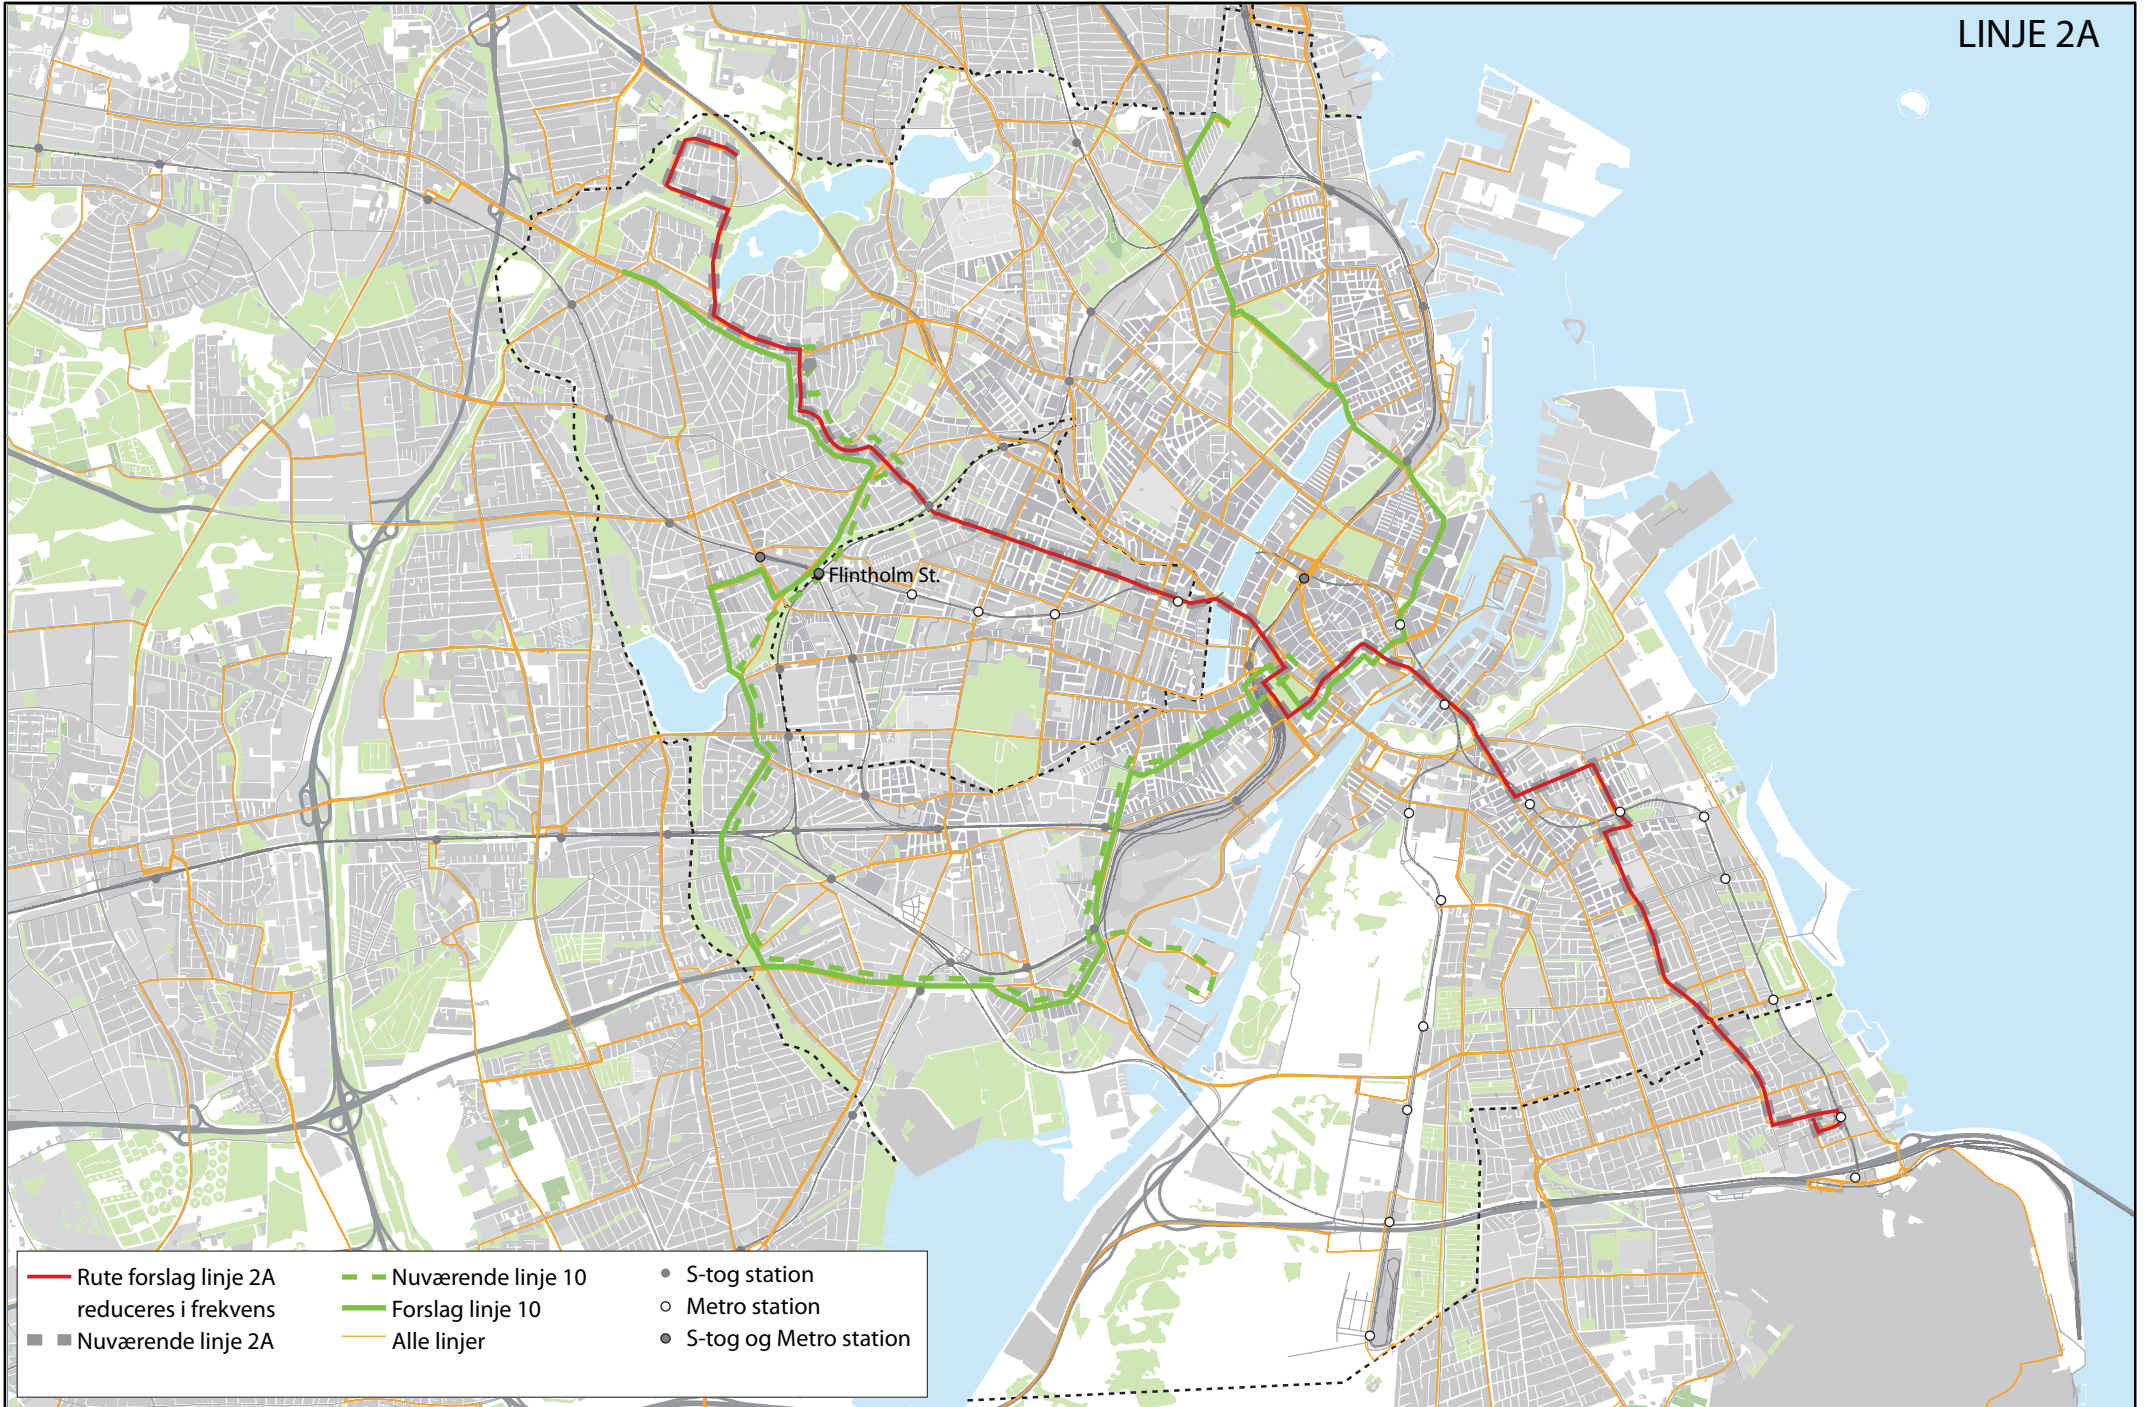 LINJE 2A
Flintholm St.
Rute forslag linje 2A
reduceres i frekvens
Nuværende linje 2A
Nuværende linje 10
Forslag linje 10
Alle linjer
S-tog station
Metro station
S-tog og Metro station